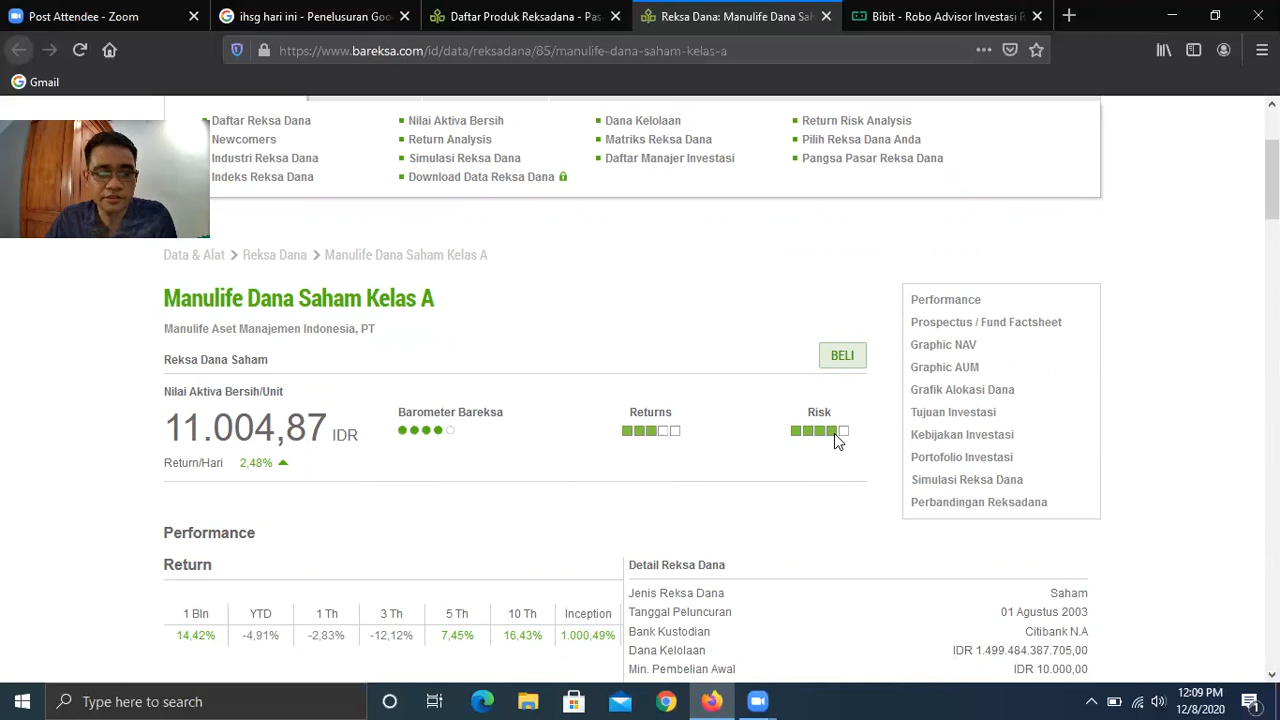 Post Attendee - Zoom
ihsg hari ini - Penelusuran Goo
Daftar Produk Reksadana - Pas
Reksa Dana: Manulife Dana Sah
Bibit - Robo Advisor Investasi R
https://www.bareksa.com/id/data/reksadana/85/manulife-dana-saham-kelas-a
Gmail
Daftar Reksa Dana
Nilai Aktiva Bersih
Dana Kelolaan
Return Risk Analysis
Newcomers
Return Analysis
Matriks Reksa Dana
Pilih Reksa Dana Anda
Industri Reksa Dana
Simulasi Reksa Dana
Daftar Manajer Investasi
Pangsa Pasar Reksa Dana
Indeks Reksa Dana
Download Data Reksa Dana
Data & Alat > Reksa Dana > Manulife Dana Saham Kelas A
Manulife Dana Saham Kelas A
Manulife Aset Manajemen Indonesia, PT
Reksa Dana Saham
BELI
Nilai Aktiva Bersih/Unit
11.004,87 IDR
Return/Hari 2,48%
Barometer Bareksa
Returns
Risk
Performance
Prospectus / Fund Factsheet
Graphic NAV
Graphic AUM
Grafik Alokasi Dana
Tujuan Investasi
Kebijakan Investasi
Portofolio Investasi
Simulasi Reksa Dana
Perbandingan Reksadana
Performance
Return
1 Bln YTD 1 Th 3 Th 5 Th 10 Th Inception
14,42% -4,91% -2,83% -12,12% 7,45% 16,43% 1.000,49%
Detail Reksa Dana
Jenis Reksa Dana Saham
Tanggal Peluncuran 01 Agustus 2003
Bank Kustodian Citibank N.A
Dana Kelolaan IDR 1.499.484.387.705,00
Min. Pembelian Awal IDR 10.000,00
Type here to search
12:09 PM
12/8/2020
1